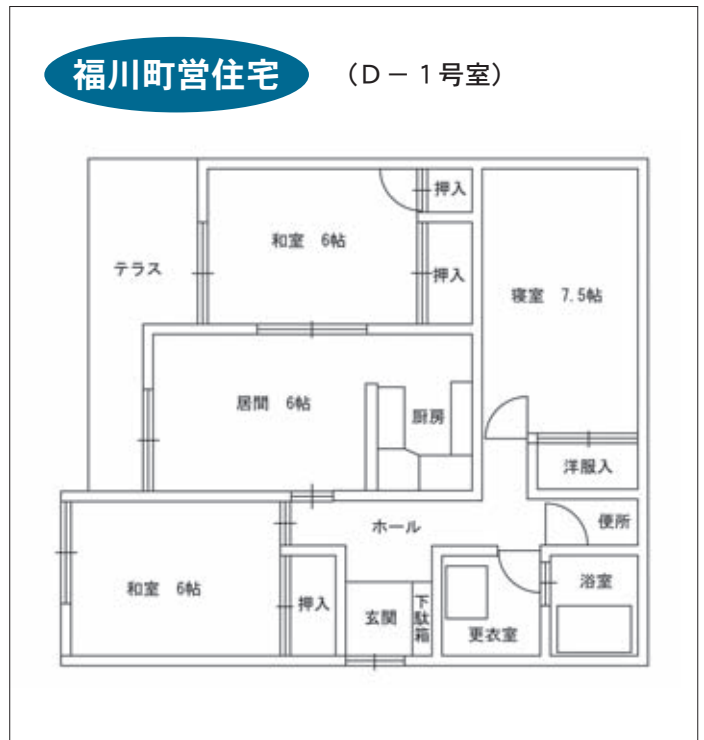 福川町営住宅
（D－1号室）
押入
和室 6帖
テラス
押入
寝室 7.5帖
居間 6帖
厨房
洋服入
ホール
便所
和室 6帖
押入
玄関
下駄箱
更衣室
浴室